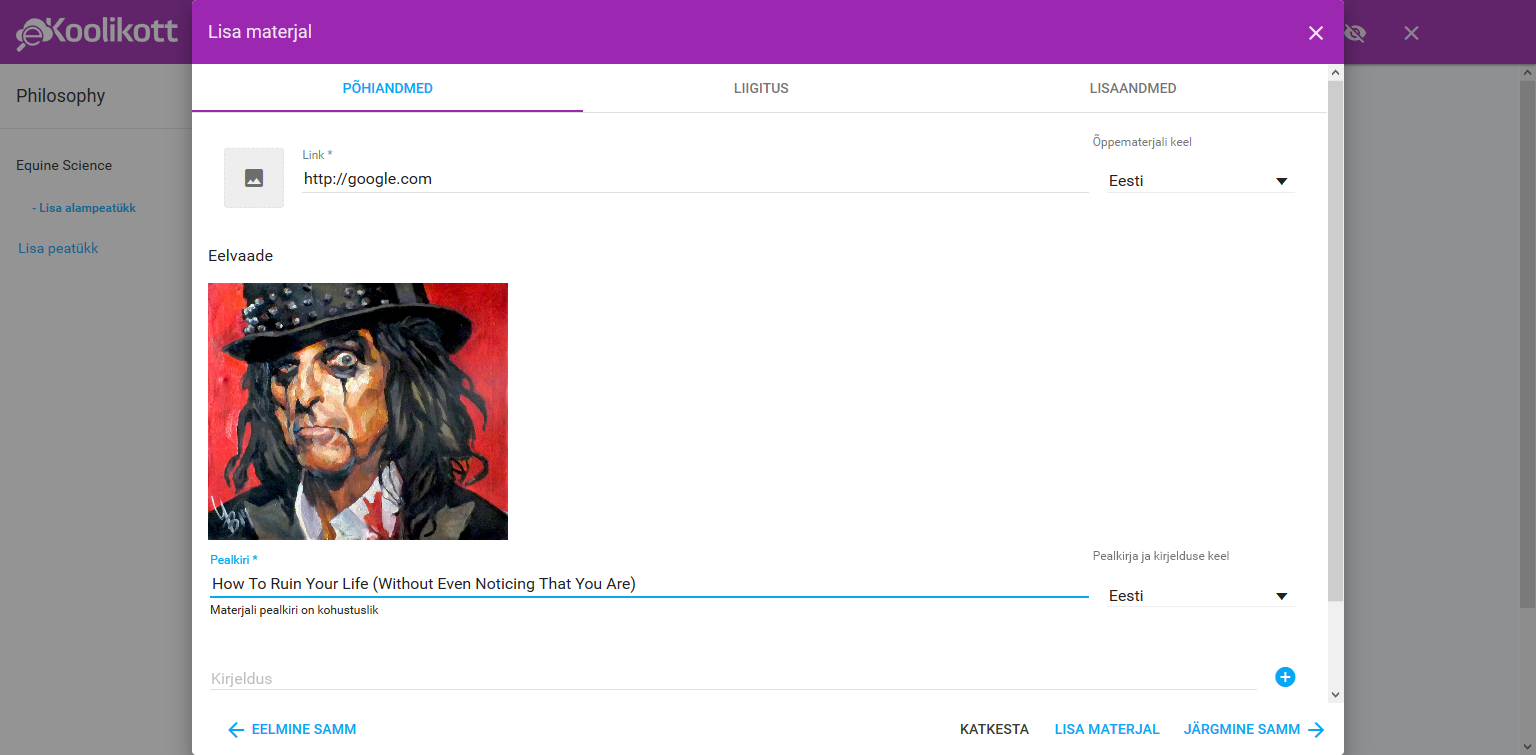 eKoolikott
Lisa materjal
Philosophy
Equine Science
- Lisa alampeatükk
Lisa peatükk
PÕHIANDMED
LIIGITUS
LISAANDMED
Link *
http://google.com
Õppematerjali keel
Eesti
Eelvaade
Pealkiri *
How To Ruin Your Life (Without Even Noticing That You Are)
Materjali pealkiri on kohustuslik
Pealkirja ja kirjelduse keel
Eesti
Kirjeldus
EELMINE SAMM
KATKESTA
LISA MATERJAL
JÄRGMINE SAMM